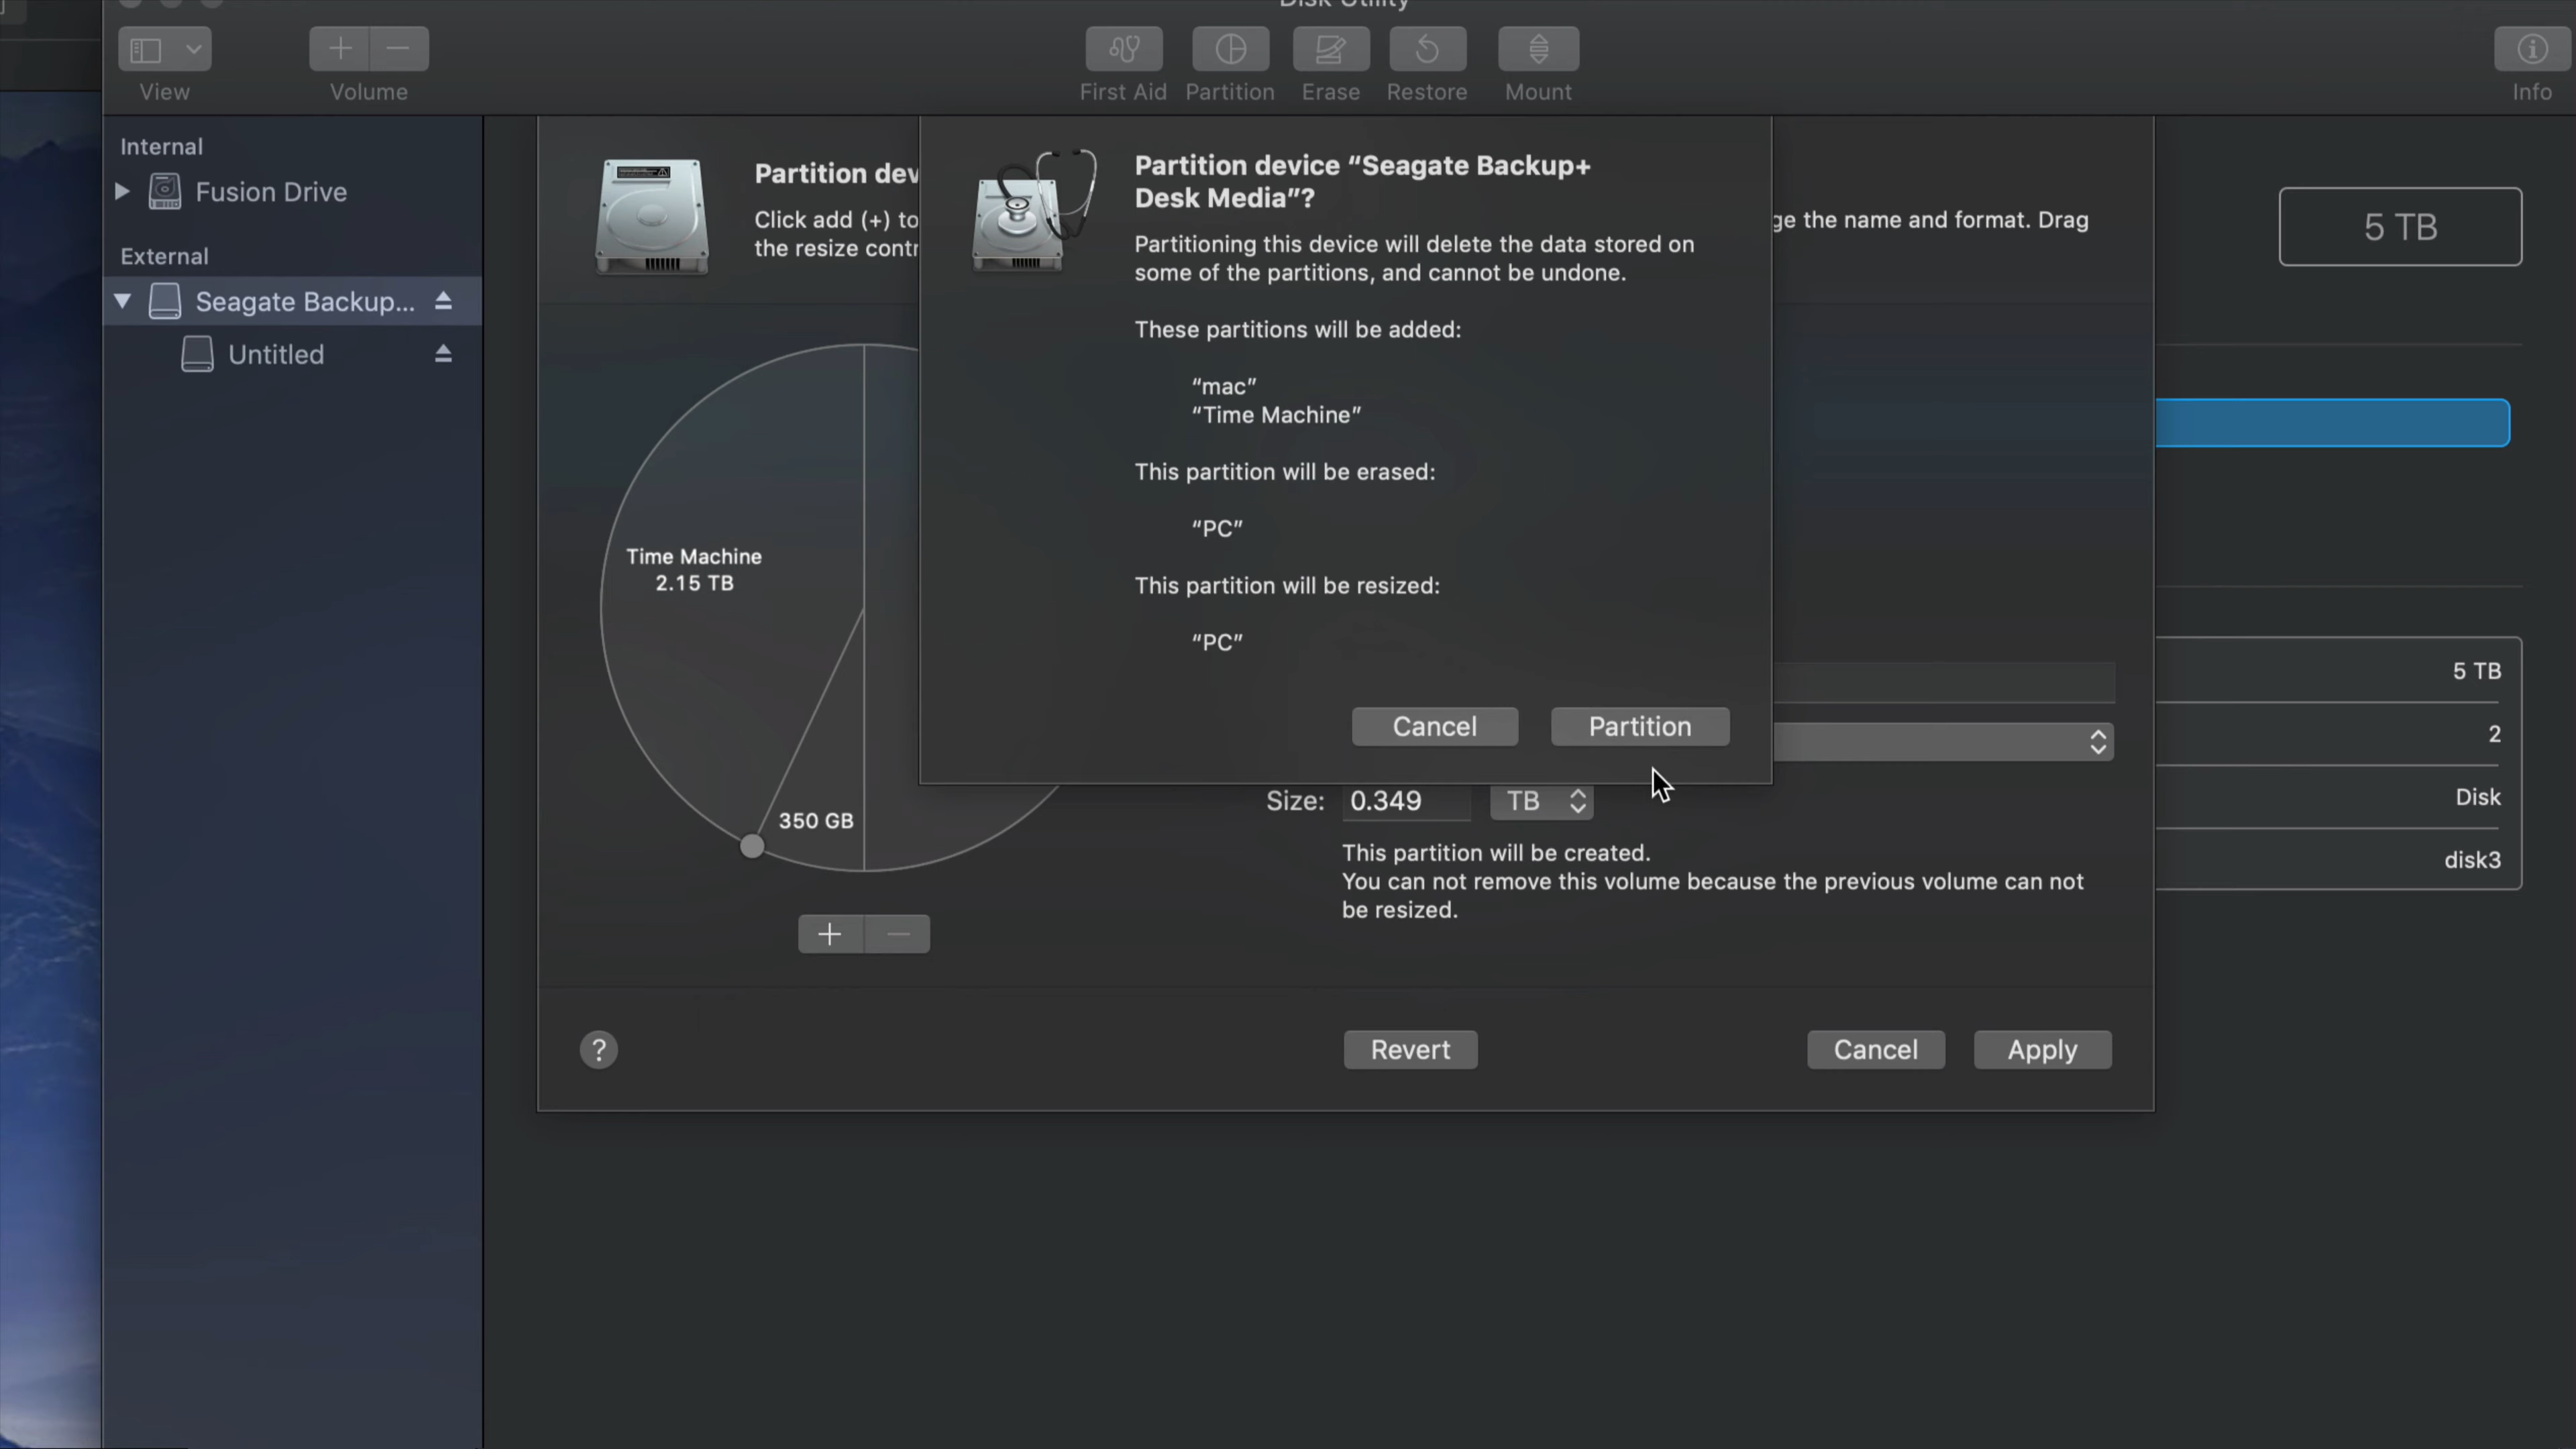 Disk Utility
View
Volume
First Aid
Partition
Erase
Restore
Mount
Info
Internal
Fusion Drive
External
Seagate Backup...
Untitled
Partition dev
Click add (+) to
the resize contr
ge the name and format. Drag
5 TB
Partition device “Seagate Backup+
Desk Media”?
Partitioning this device will delete the data stored on
some of the partitions, and cannot be undone.
These partitions will be added:
“mac”
“Time Machine”
This partition will be erased:
“PC”
This partition will be resized:
“PC”
Cancel
Partition
Time Machine
2.15 TB
350 GB
Size: 0.349 TB
This partition will be created.
You can not remove this volume because the previous volume can not
be resized.
5 TB
2
Disk
disk3
?
Revert
Cancel
Apply